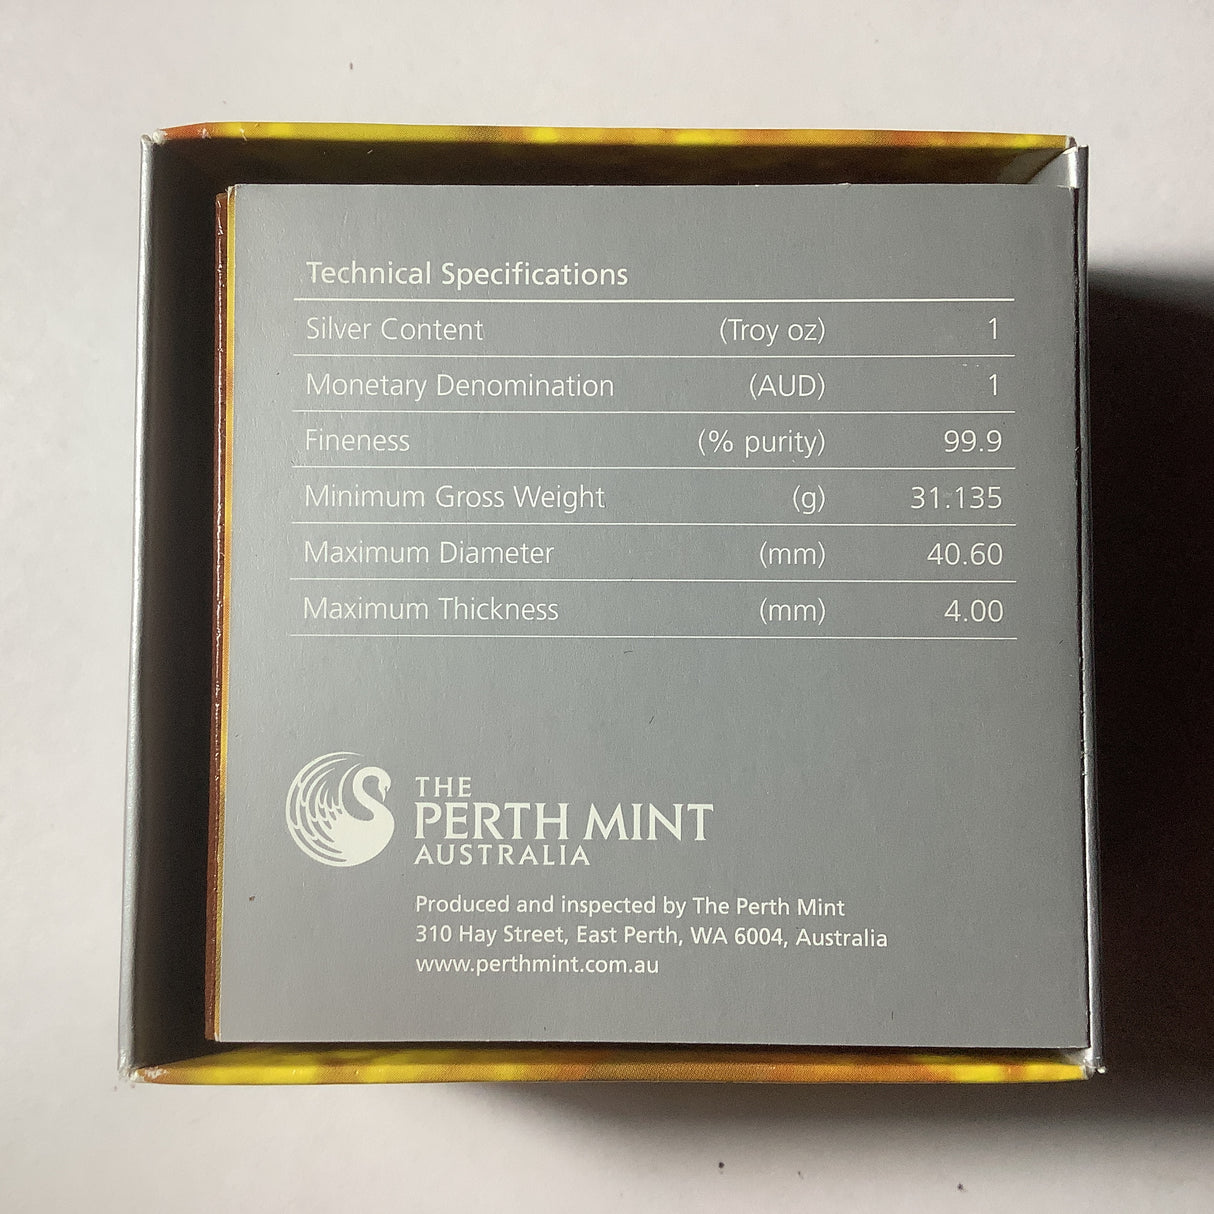 Technical Specifications
Silver Content (Troy oz) 1
Monetary Denomination (AUD) 1
Fineness (% purity) 99.9
Minimum Gross Weight (g) 31.135
Maximum Diameter (mm) 40.60
Maximum Thickness (mm) 4.00
THE
PERTH MINT
AUSTRALIA
Produced and inspected by The Perth Mint
310 Hay Street, East Perth, WA 6004, Australia
www.perthmint.com.au